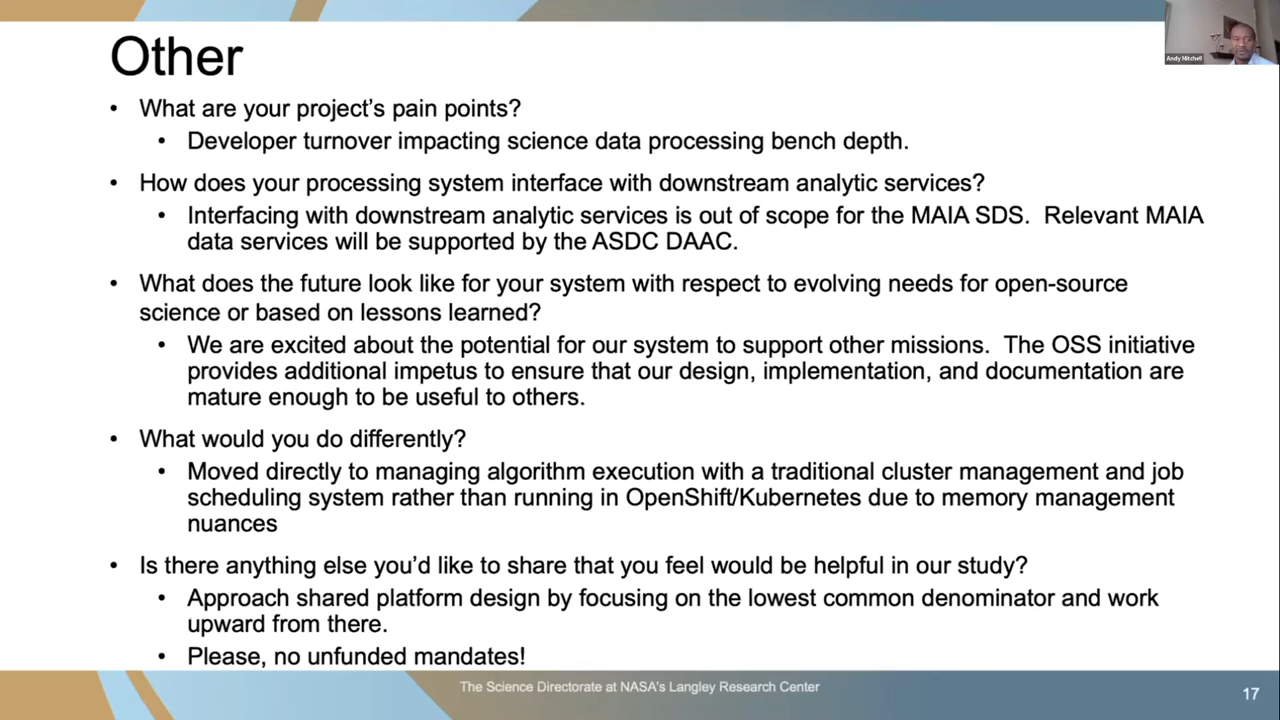 Other
Andy Mitchell
• What are your project's pain points?
• Developer turnover impacting science data processing bench depth.
• How does your processing system interface with downstream analytic services?
• Interfacing with downstream analytic services is out of scope for the MAIA SDS. Relevant MAIA
data services will be supported by the ASDC DAAC.
• What does the future look like for your system with respect to evolving needs for open-source
science or based on lessons learned?
• We are excited about the potential for our system to support other missions. The OSS initiative
provides additional impetus to ensure that our design, implementation, and documentation are
mature enough to be useful to others.
• What would you do differently?
• Moved directly to managing algorithm execution with a traditional cluster management and job
scheduling system rather than running in OpenShift/Kubernetes due to memory management
nuances
• Is there anything else you'd like to share that you feel would be helpful in our study?
• Approach shared platform design by focusing on the lowest common denominator and work
upward from there.
• Please, no unfunded mandates!
The Science Directorate at NASA's Langley Research Center
17